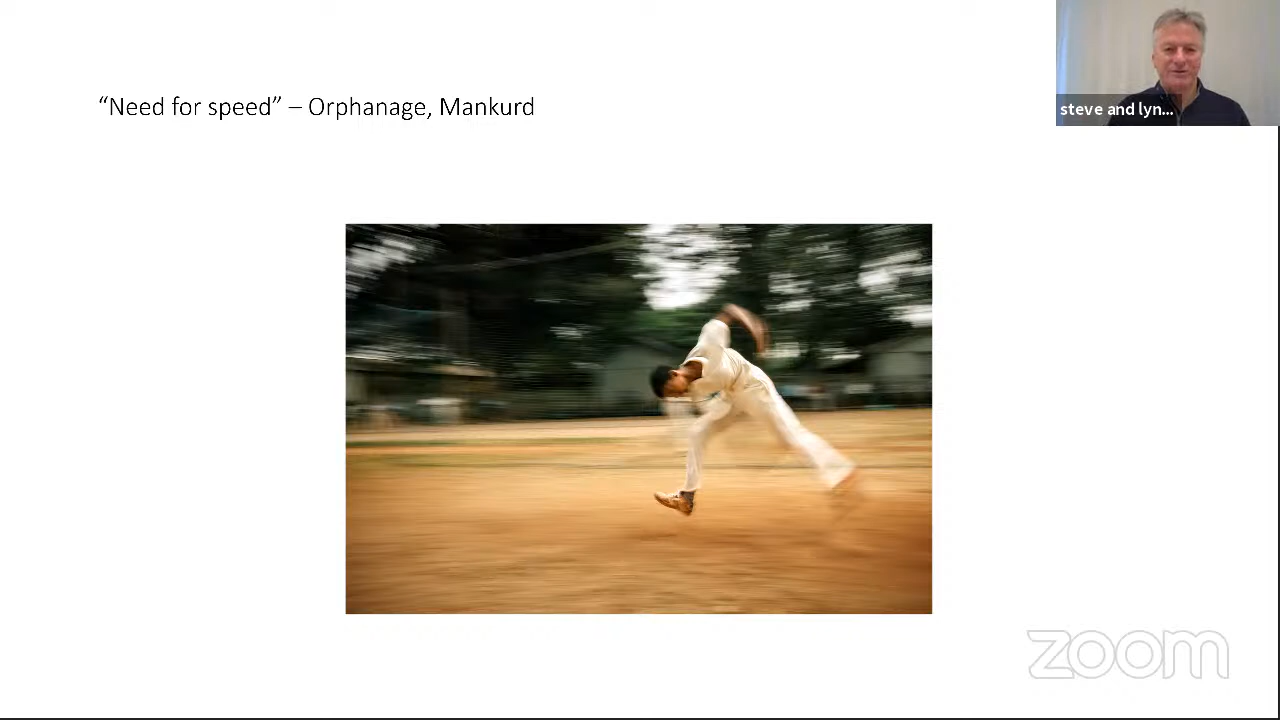 “Need for speed” – Orphanage, Mankurd
steve and lyn...
zoom